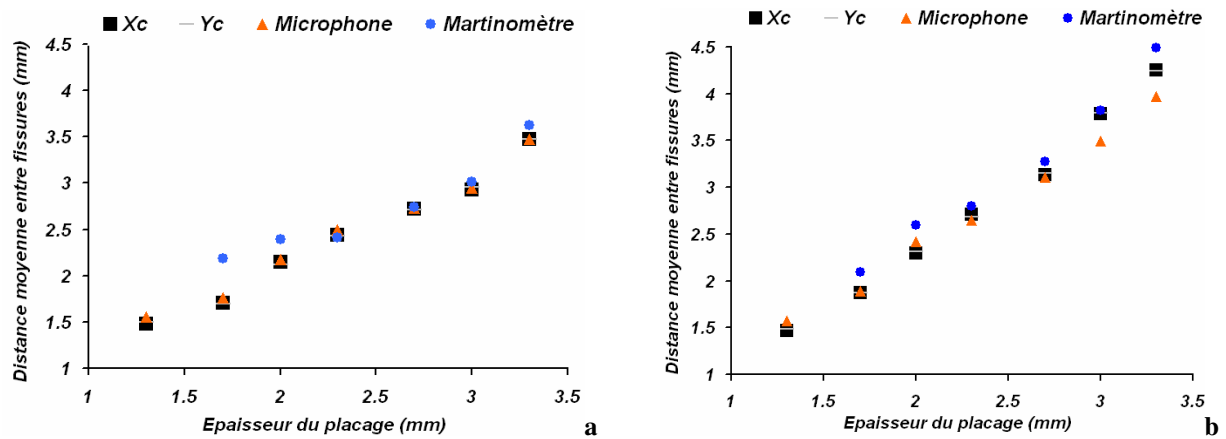 Xc Yc Microphone Martinomètre
Distance moyenne entre fissures (mm)
4.5
4
3.5
3
2.5
2
1.5
1
1 1.5 2 2.5 3 3.5
Epaisseur du placage (mm)
a
Xc Yc Microphone Martinomètre
Distance moyenne entre fissures (mm)
4.5
4
3.5
3
2.5
2
1.5
1
1 1.5 2 2.5 3 3.5
Epaisseur du placage (mm)
b